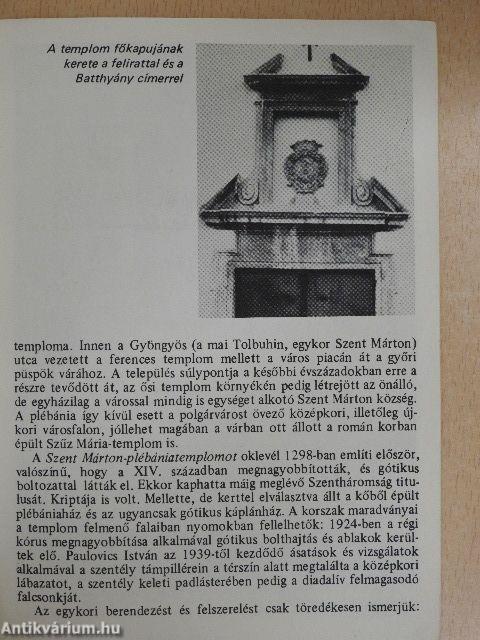 A templom főkapujának
kerete a felirattal és a
Batthyány címerrel
temploma. Innen a Gyöngyös (a mai Tolbuhin, egykor Szent Márton)
utca vezetett a ferences templom mellett a város piacán át a győri
püspök várához. A település súlypontja a későbbi évszázadokban erre a
részre tevődött át, az ősi templom környékén pedig létrejött az önálló,
de egyházilag a várossal mindig is egységet alkotó Szent Márton község.
A plébánia így kívül esett a polgárvárost övező középkori, illetőleg új-
kori városfalon, jóllehet magában a várban ott állott a román korban
épült Szűz Mária-templom is.
A Szent Márton-plébániatemplomot oklevél 1298-ban említi először,
valószínű, hogy a XIV. században megnagyobbították, és gótikus
boltozattal látták el. Ekkor kaphatta máig meglévő Szentháromság titu-
lusát. Kriptája is volt. Mellette, de kerttel elválasztva állt a kőből épült
plébániaház és az ugyancsak gótikus káplánház. A korszak maradványai
a templom felmenő falaiban nyomokban fellelhetők: 1924-ben a régi
kórus megnagyobbítása alkalmával gótikus bolthajtás és ablakok kerül-
tek elő. Paulovics István az 1939-től kezdődő ásatások és vizsgálatok
alkalmával a szentély támpillérein a térszín alatt megtalálta a középkori
lábazatot, a szentély keleti padlásterében pedig a diadalív felmagasodó
falcsonkját.
Az egykori berendezést és felszerelést csak töredékesen ismerjük:
Antikvárium.hu